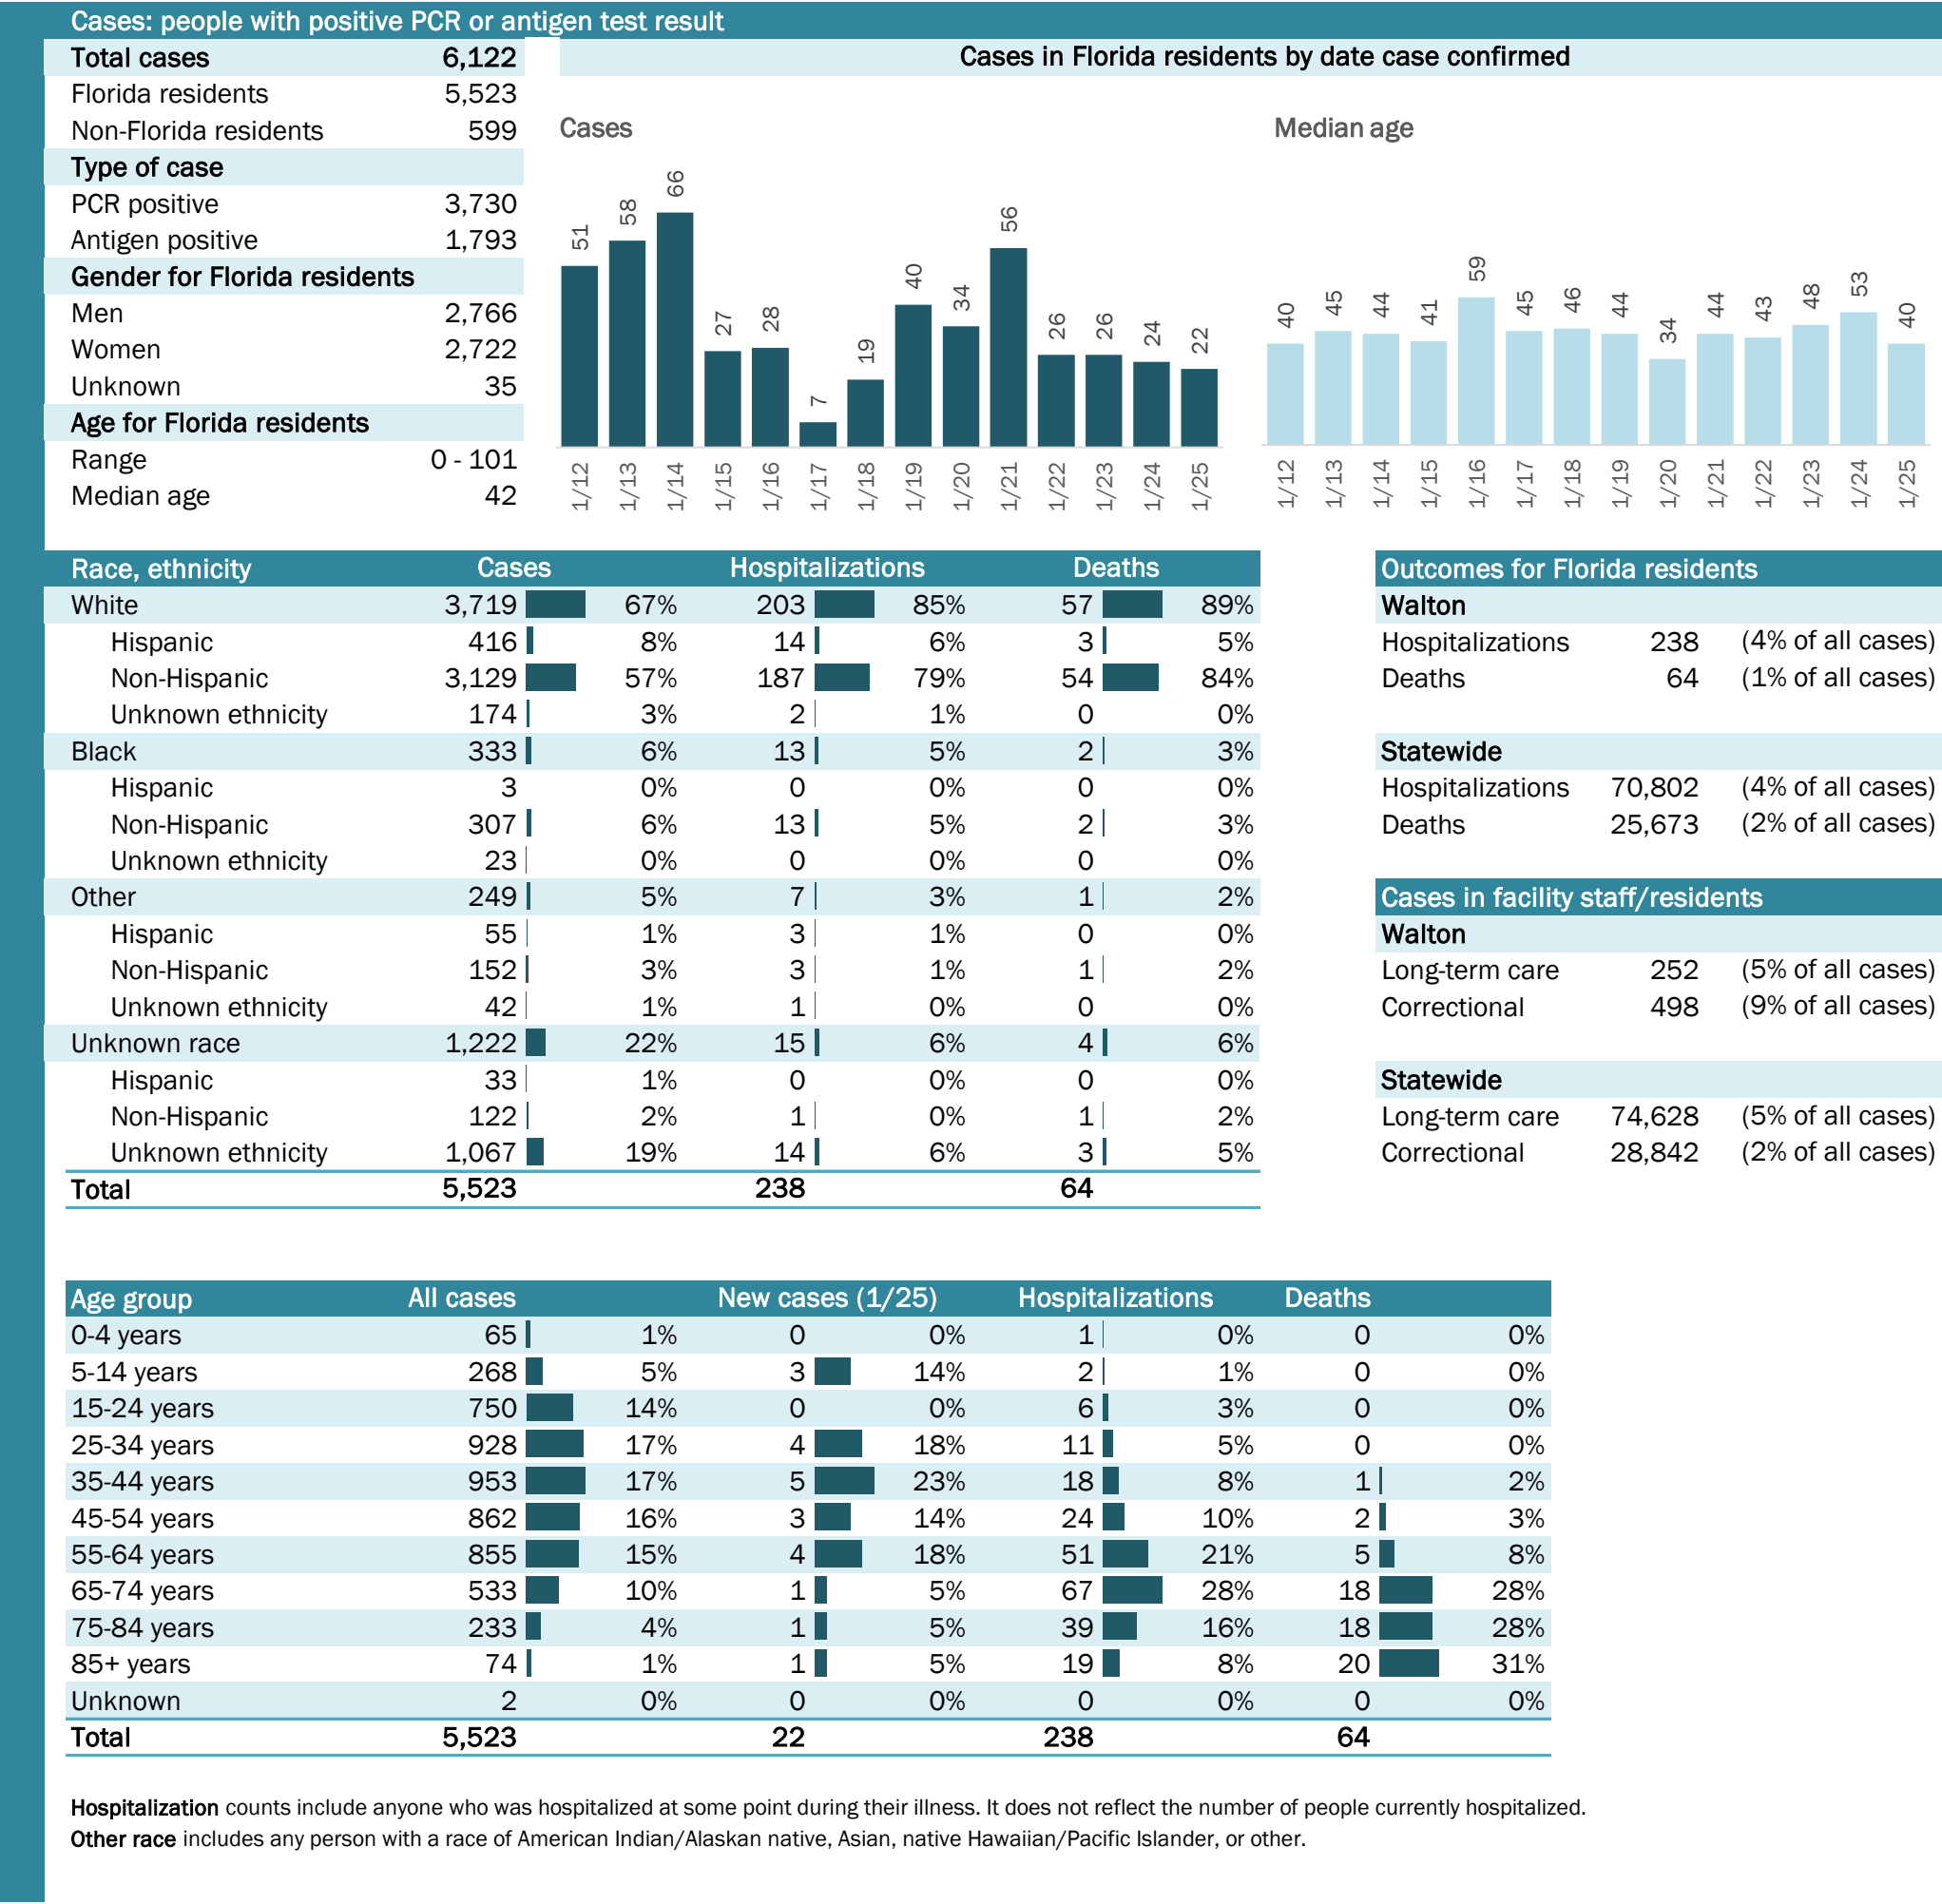 Cases: people with positive PCR or antigen test result
Total cases 6,122
Florida residents 5,523
Non-Florida residents 599
Type of case
PCR positive 3,730
Antigen positive 1,793
Gender for Florida residents
Men 2,766
Women 2,722
Unknown 35
Age for Florida residents
Range 0 - 101
Median age 42
Cases in Florida residents by date case confirmed
Cases
51 58 66 27 28 7 19 40 34 56 26 26 24 22
1/12 1/13 1/14 1/15 1/16 1/17 1/18 1/19 1/20 1/21 1/22 1/23 1/24 1/25
Median age
40 45 44 41 59 45 46 44 34 44 43 48 53 40
1/12 1/13 1/14 1/15 1/16 1/17 1/18 1/19 1/20 1/21 1/22 1/23 1/24 1/25
Race, ethnicity Cases Hospitalizations Deaths
White 3,719 67% 203 85% 57 89%
Hispanic 416 8% 14 6% 3 5%
Non-Hispanic 3,129 57% 187 79% 54 84%
Unknown ethnicity 174 3% 2 1% 0 0%
Black 333 6% 13 5% 2 3%
Hispanic 3 0% 0 0% 0 0%
Non-Hispanic 307 6% 13 5% 2 3%
Unknown ethnicity 23 0% 0 0% 0 0%
Other 249 5% 7 3% 1 2%
Hispanic 55 1% 3 1% 0 0%
Non-Hispanic 152 3% 3 1% 1 2%
Unknown ethnicity 42 1% 1 0% 0 0%
Unknown race 1,222 22% 15 6% 4 6%
Hispanic 33 1% 0 0% 0 0%
Non-Hispanic 122 2% 1 0% 1 2%
Unknown ethnicity 1,067 19% 14 6% 3 5%
Total 5,523 238 64
Outcomes for Florida residents
Walton
Hospitalizations 238 (4% of all cases)
Deaths 64 (1% of all cases)
Statewide
Hospitalizations 70,802 (4% of all cases)
Deaths 25,673 (2% of all cases)
Cases in facility staff/residents
Walton
Long-term care 252 (5% of all cases)
Correctional 498 (9% of all cases)
Statewide
Long-term care 74,628 (5% of all cases)
Correctional 28,842 (2% of all cases)
Age group All cases New cases (1/25) Hospitalizations Deaths
0-4 years 65 1% 0 0% 1 0% 0 0%
5-14 years 268 5% 3 14% 2 1% 0 0%
15-24 years 750 14% 0 0% 6 3% 0 0%
25-34 years 928 17% 4 18% 11 5% 0 0%
35-44 years 953 17% 5 23% 18 8% 1 2%
45-54 years 862 16% 3 14% 24 10% 2 3%
55-64 years 855 15% 4 18% 51 21% 5 8%
65-74 years 533 10% 1 5% 67 28% 18 28%
75-84 years 233 4% 1 5% 39 16% 18 28%
85+ years 74 1% 1 5% 19 8% 20 31%
Unknown 2 0% 0 0% 0 0% 0 0%
Total 5,523 22 238 64
Hospitalization counts include anyone who was hospitalized at some point during their illness. It does not reflect the number of people currently hospitalized.
Other race includes any person with a race of American Indian/Alaskan native, Asian, native Hawaiian/Pacific Islander, or other.